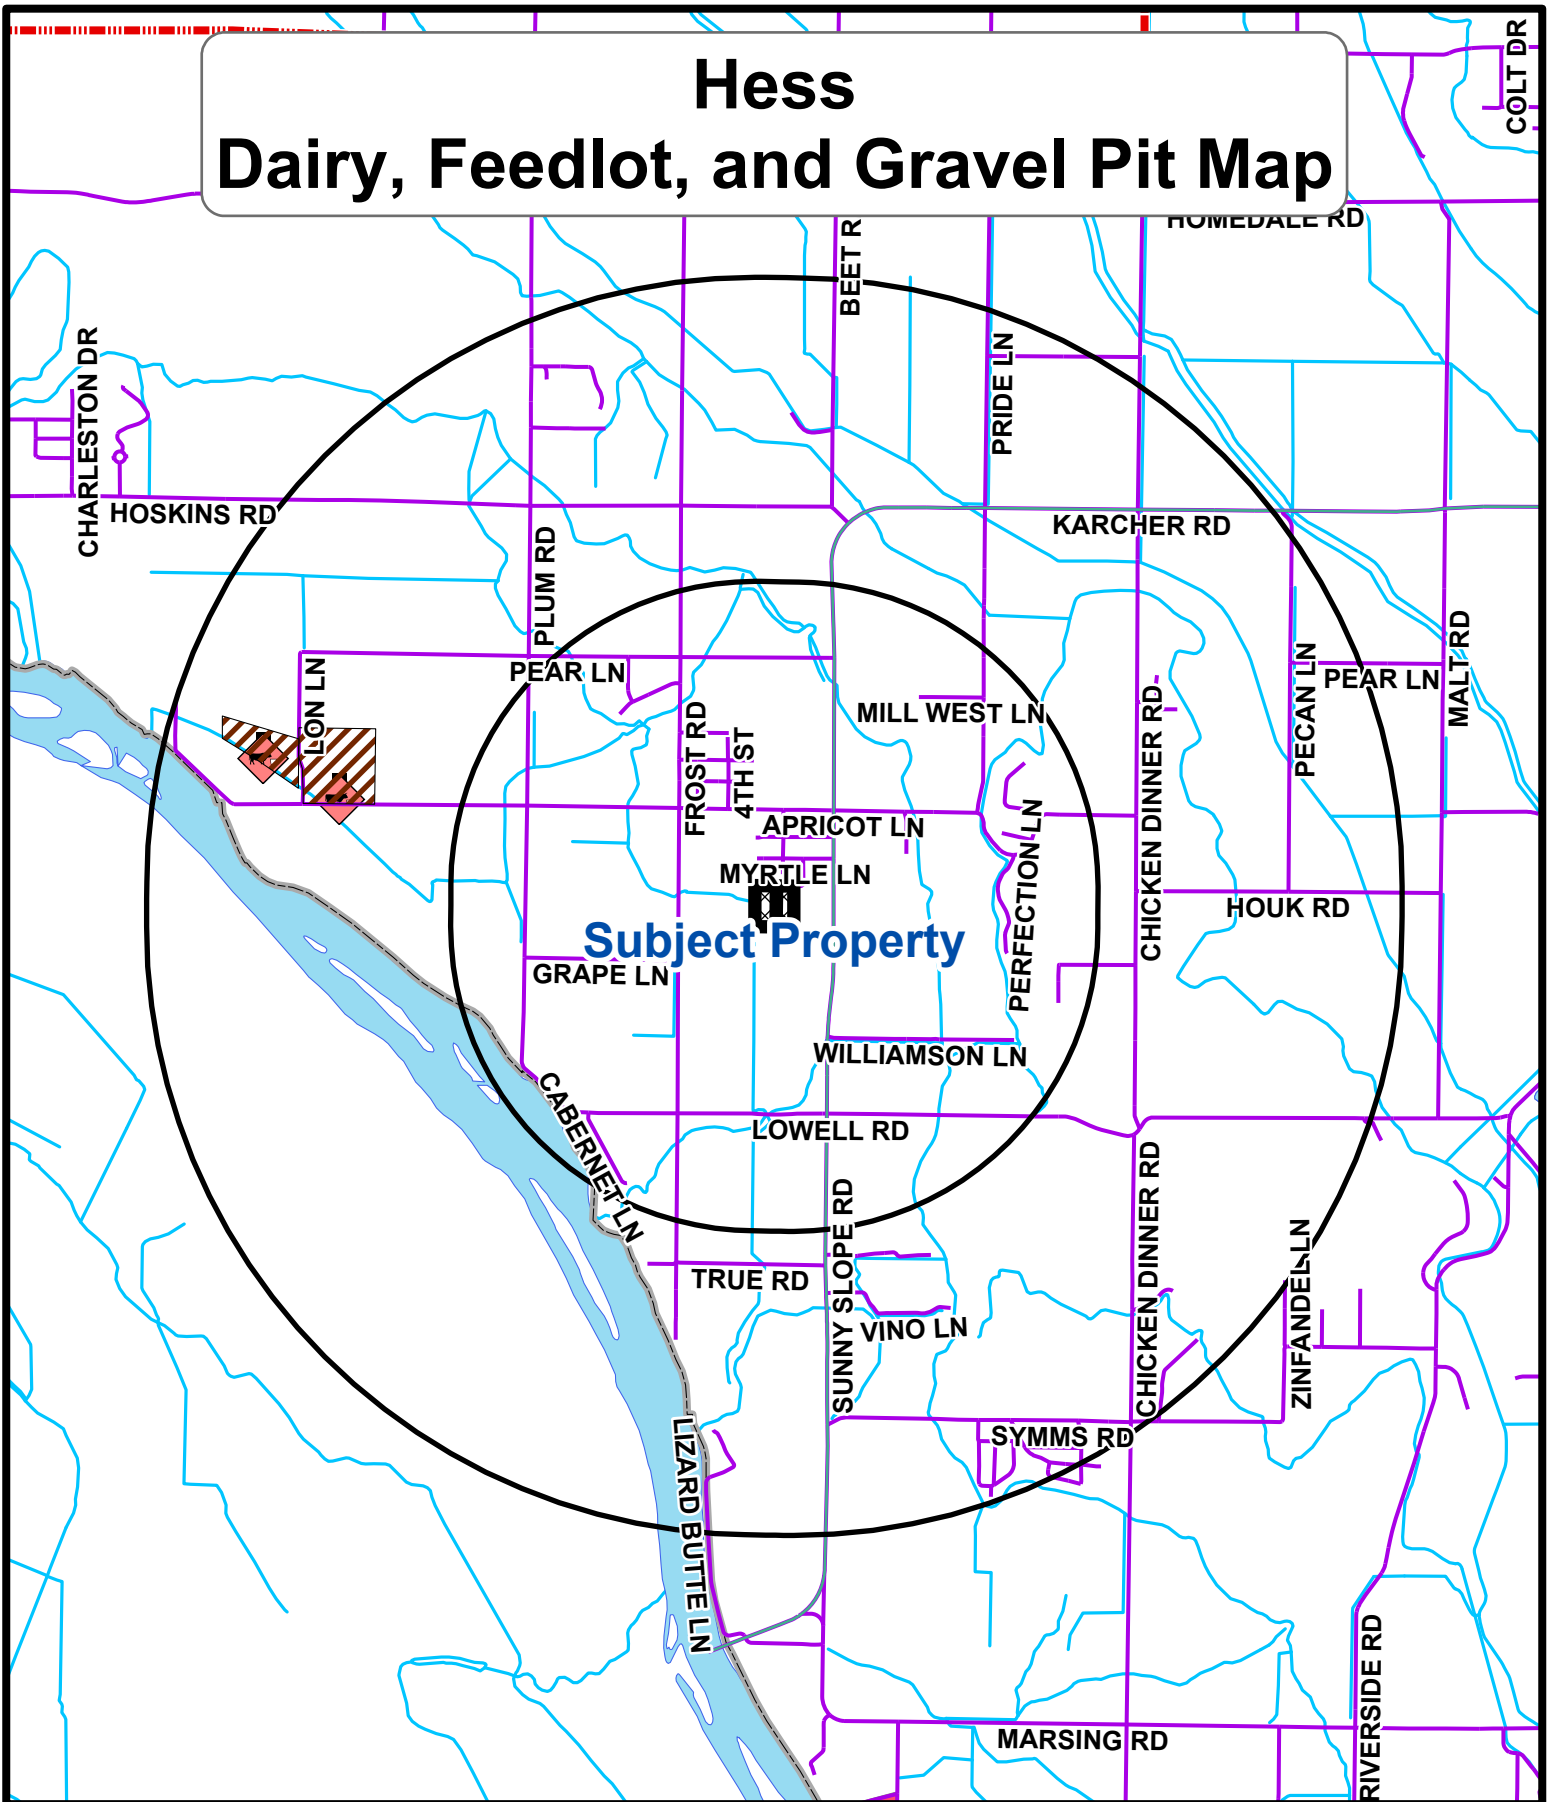 Hess
Dairy, Feedlot, and Gravel Pit Map
COLT DR
HOMEDALE RD
BEET R
CHARLESTON DR
PRIDE LN
HOSKINS RD
KARCHER RD
PLUM RD
PEAR LN
LON LN
MILL WEST LN
PECAN LN
PEAR LN
MALT RD
FROST RD
4TH ST
CHICKEN DINNER RD
APRICOT LN
PERFECTION LN
MYRTLE LN
HOUK RD
Subject Property
GRAPE LN
WILLIAMSON LN
CABERNET LN
LOWELL RD
CHICKEN DINNER RD
SUNNY SLOPE RD
ZINFANDEL LN
TRUE RD
VINO LN
LIZARD BUTTE LN
SYMMS RD
RIVERSIDE RD
MARSING RD